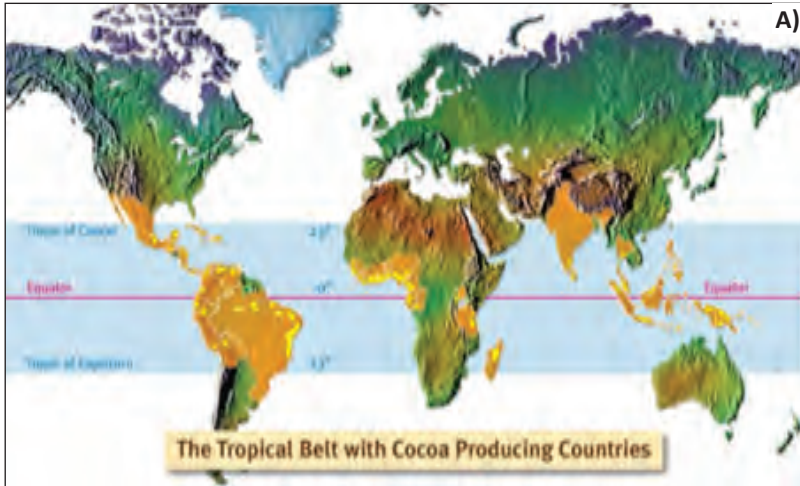 A)
Tropic of Cancer
23°
Equator
0°
Equator
Tropic of Capricorn
23°
The Tropical Belt with Cocoa Producing Countries